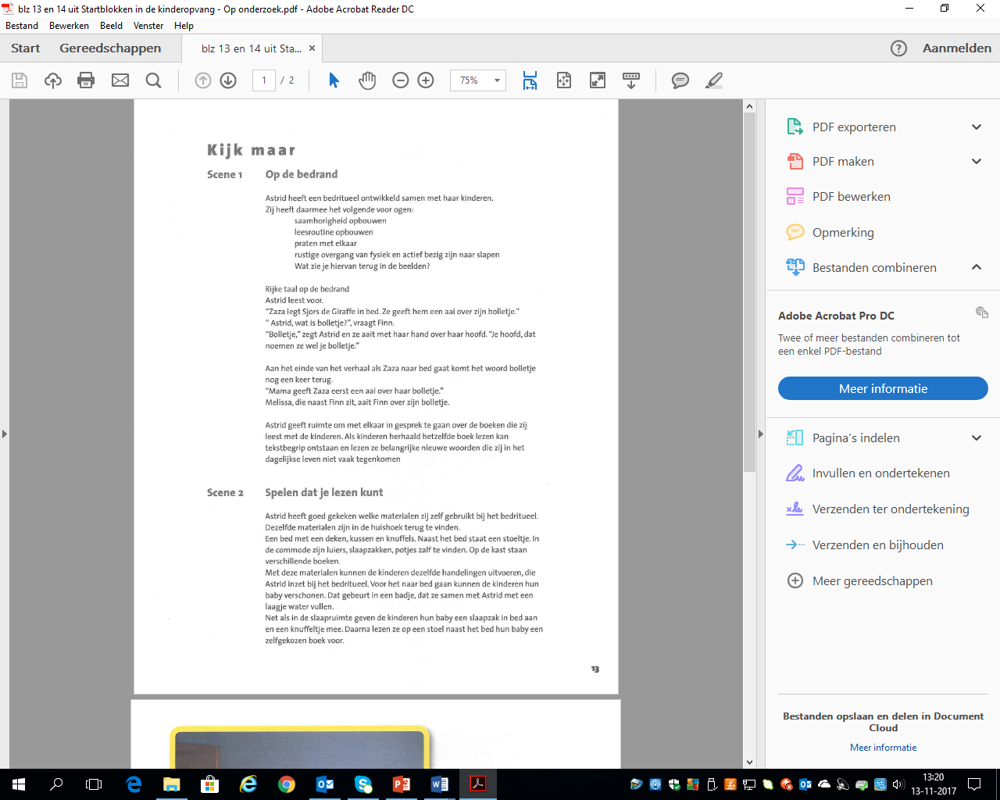 blz 13 en 14 uit Startblokken in de kinderopvang - Op onderzoek.pdf - Adobe Acrobat Reader DC
Bestand Bewerken Beeld Venster Help
Start Gereedschappen blz 13 en 14 uit Sta... × Aanmelden
1 / 2 75%
Kijk maar
Scene 1 Op de bedrand
Astrid heeft een bedritueel ontwikkeld samen met haar kinderen.
Zij heeft daarmee het volgende voor ogen:
saamhorigheid opbouwen
leesroutine opbouwen
praten met elkaar
rustige overgang van fysiek en actief bezig zijn naar slapen
Wat zie je hiervan terug in de beelden?
Rijke taal op de bedrand
Astrid leest voor.
“Zaza legt Sjors de Giraffe in bed. Ze geeft hem een aai over zijn bolletje.”
“ Astrid, wat is bolletje?”, vraagt Finn.
“Bolletje,” zegt Astrid en ze aait met haar hand over haar hoofd. “Je hoofd, dat
noemen ze wel je bolletje.”
Aan het einde van het verhaal als Zaza naar bed gaat komt het woord bolletje
nog een keer terug.
“Mama geeft Zaza eerst een aai over haar bolletje.”
Melissa, die naast Finn zit, aait Finn over zijn bolletje.
Astrid geeft ruimte om met elkaar in gesprek te gaan over de boeken die zij
leest met de kinderen. Als kinderen herhaald hetzelfde boek lezen kan
tekstbegrip ontstaan en lezen ze belangrijke nieuwe woorden die zij in het
dagelijkse leven niet vaak tegenkomen
Scene 2 Spelen dat je lezen kunt
Astrid heeft goed gekeken welke materialen zij zelf gebruikt bij het bedritueel.
Dezelfde materialen zijn in de huishoek terug te vinden.
Een bed met een deken, kussen en knuffels. Naast het bed staat een stoeltje. In
de commode zijn luiers, slaapzakken, potjes zalf te vinden. Op de kast staan
verschillende boeken.
Met deze materialen kunnen de kinderen dezelfde handelingen uitvoeren, die
Astrid inzet bij het bedritueel. Voor het naar bed gaan kunnen de kinderen hun
baby verschonen. Dat gebeurt in een badje, dat ze samen met Astrid met een
laagje water vullen.
Net als in de slaapruimte geven de kinderen hun baby een slaapzak in bed aan
en een knuffeltje mee. Daarna lezen ze op een stoel naast het bed hun baby een
zelfgekozen boek voor.
13
PDF exporteren
PDF maken
PDF bewerken
Opmerking
Bestanden combineren
Adobe Acrobat Pro DC
Twee of meer bestanden combineren tot
een enkel PDF-bestand
Meer informatie
Pagina's indelen
Invullen en ondertekenen
Verzenden ter ondertekening
Verzenden en bijhouden
Meer gereedschappen
Bestanden opslaan en delen in Document
Cloud
Meer informatie
13:20
13-11-2017